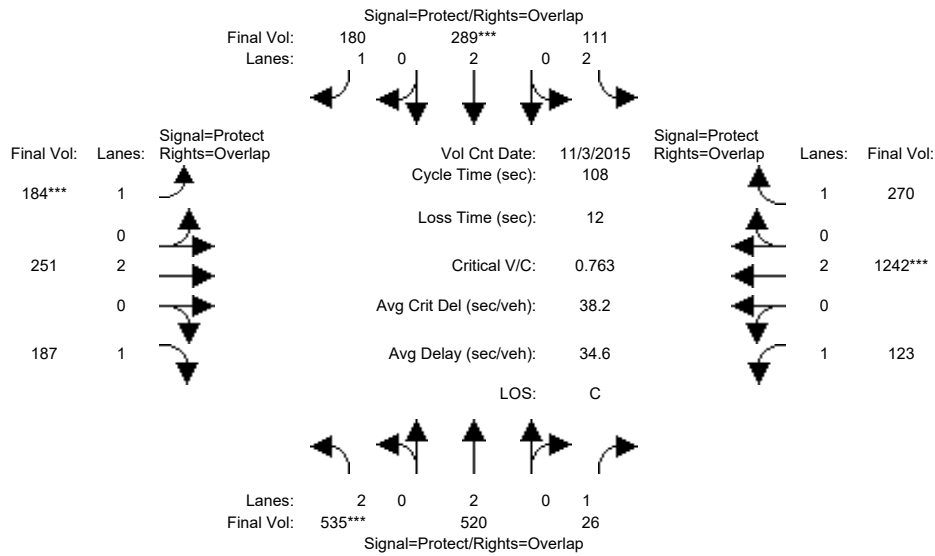 Signal=Protect/Rights=Overlap
Final Vol: 180 289*** 111
Lanes: 1 0 2 0 2
Signal=Protect Signal=Protect
Final Vol: Lanes: Rights=Overlap Vol Cnt Date: 11/3/2015 Rights=Overlap Lanes: Final Vol:
Cycle Time (sec): 108
184*** 1 1 270
Loss Time (sec): 12
0 0
251 2 Critical V/C: 0.763 2 1242***
0 Avg Crit Del (sec/veh): 38.2 0
187 1 Avg Delay (sec/veh): 34.6 1 123
LOS: C
Lanes: 2 0 2 0 1
Final Vol: 535*** 520 26
Signal=Protect/Rights=Overlap